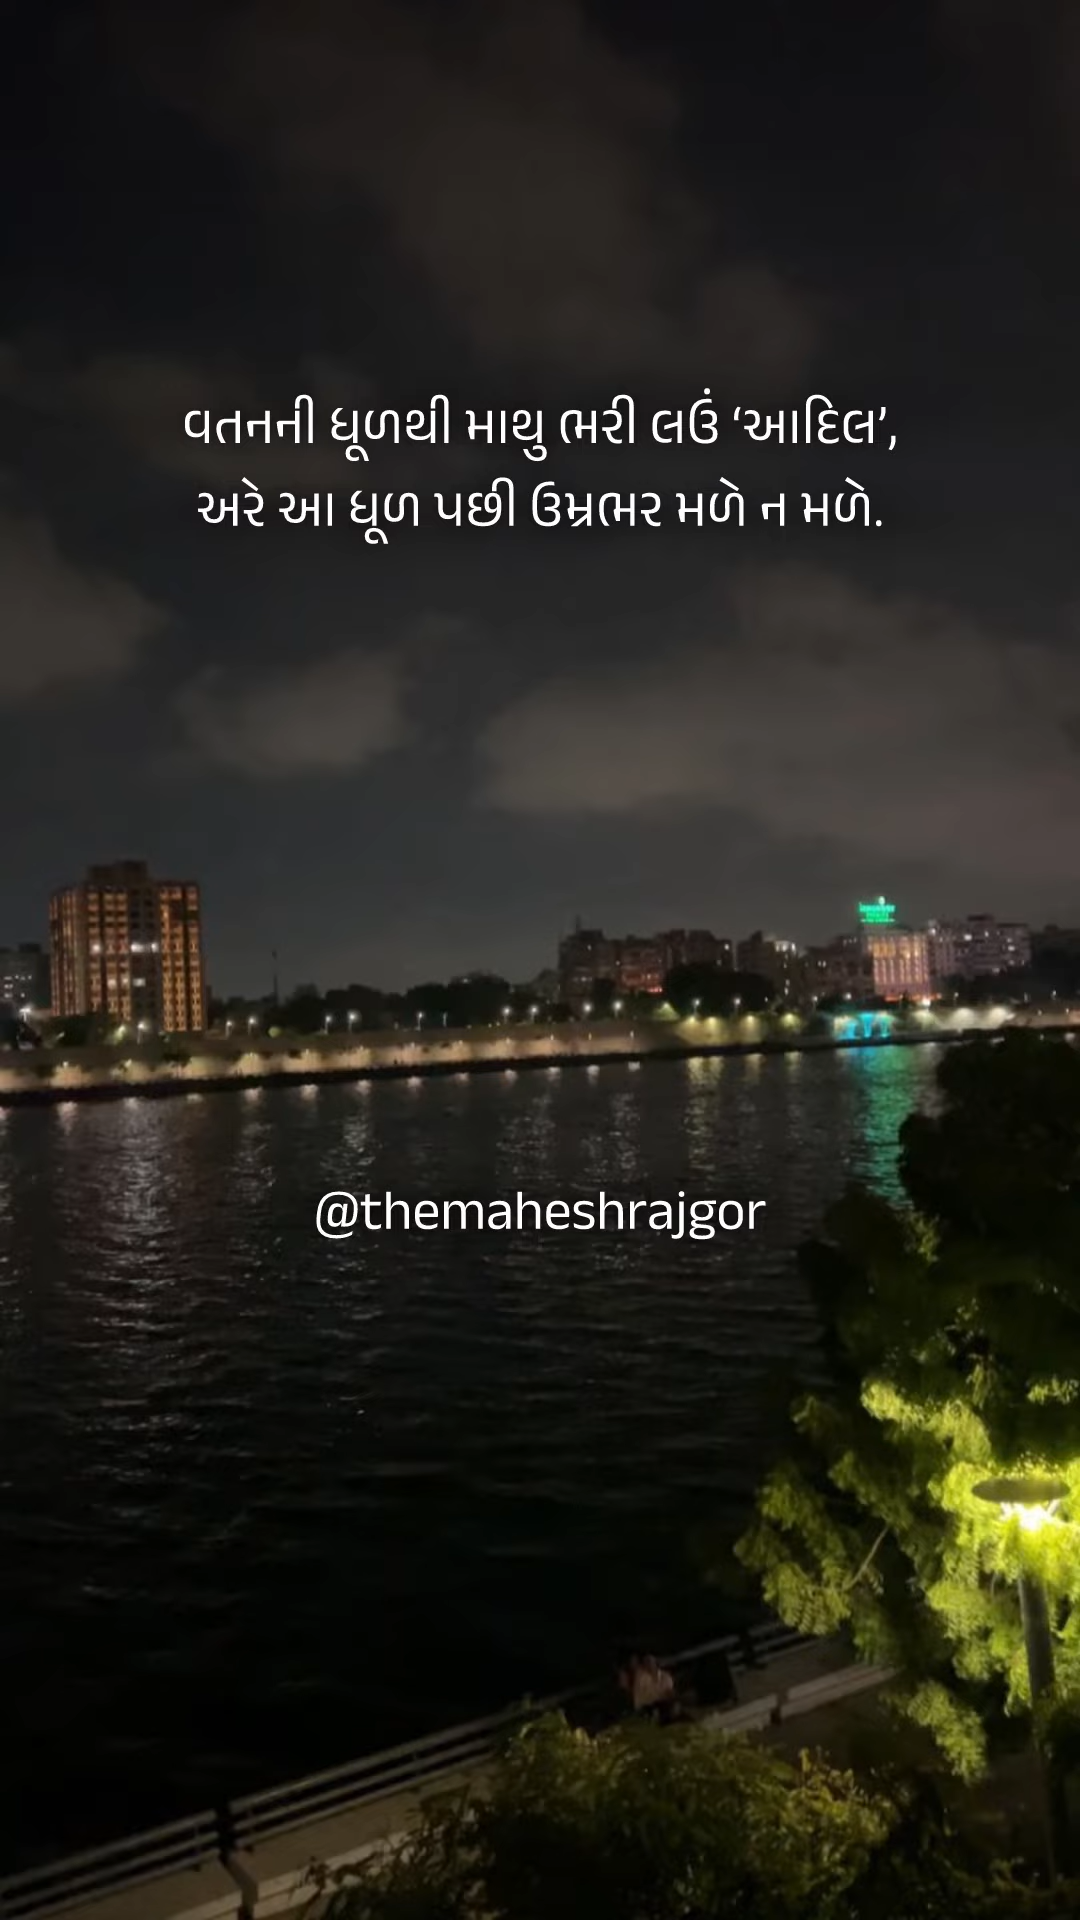 વતનની ધૂળથી માથુ ભરી લઉં ‘આદિલ’,
અરે આ ધૂળ પછી ઉમ્રભર મળે ન મળે.
@themaheshrajgor